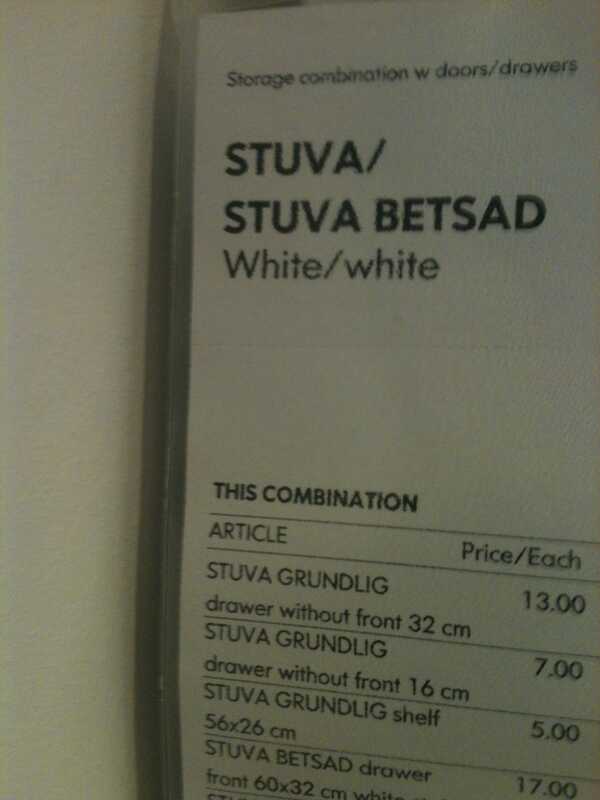 Storage combination w doors/drawers
STUVA/
STUVA BETSAD
White/white
THIS COMBINATION
ARTICLE Price/Each
STUVA GRUNDLIG
drawer without front 32 cm 13.00
STUVA GRUNDLIG
drawer without front 16 cm 7.00
STUVA GRUNDLIG shelf
56x26 cm 5.00
STUVA BETSAD drawer
front 60x32 cm white 17.00